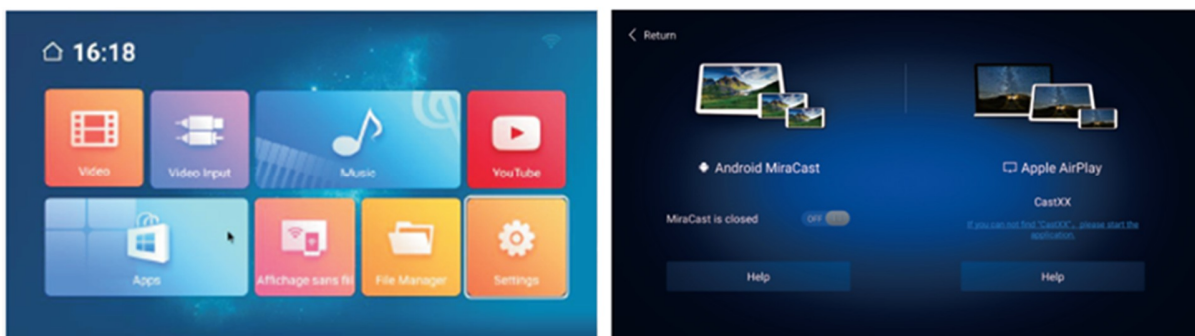 16:18
Video
Video Input
Music
YouTube
Apps
Affichage sans fil
File Manager
Settings
Return
Android MiraCast
MiraCast is closed
OFF
Help
Apple AirPlay
CastXX
If you can not find "CastXX", please start the
application.
Help